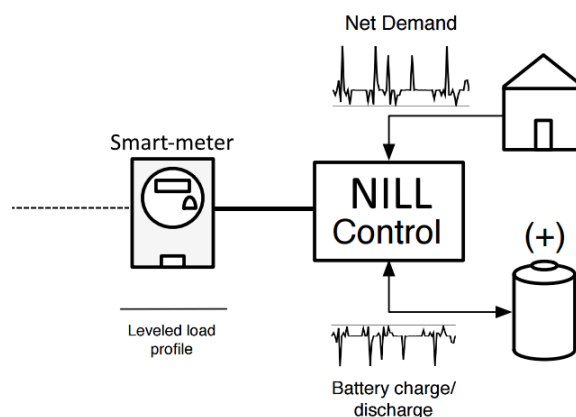 Net Demand
Smart-meter
NILL
Control
(+)
Leveled load
profile
Battery charge/
discharge